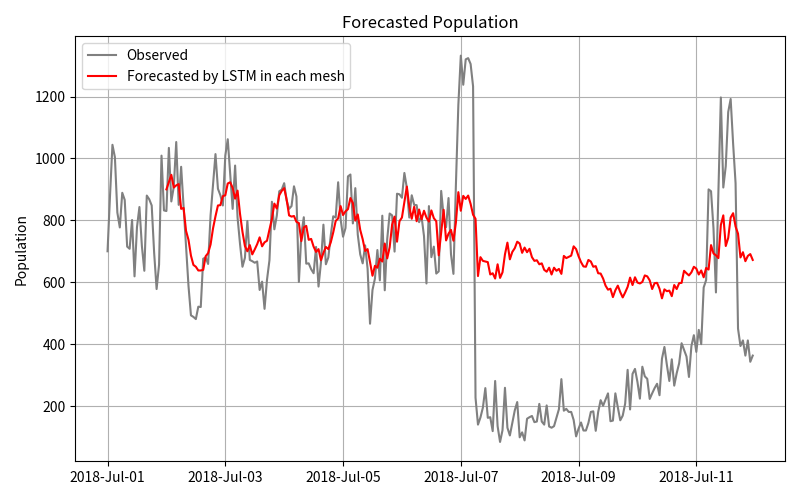 Forecasted Population
Observed
Forecasted by LSTM in each mesh
Population
1200
1000
800
600
400
200
2018-Jul-01
2018-Jul-03
2018-Jul-05
2018-Jul-07
2018-Jul-09
2018-Jul-11